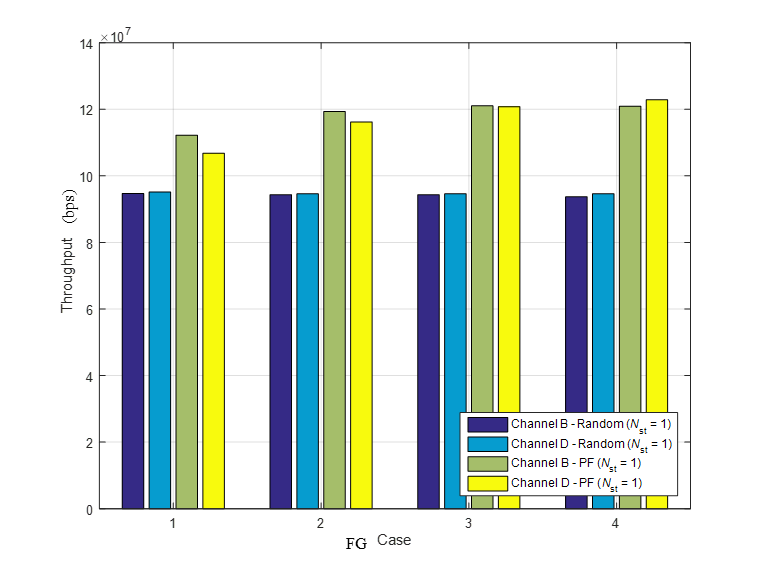 ×10⁷
14
12
10
8
6
4
2
0
Throughput (bps)
1 2 3 4
FG Case
Channel B - Random (Nst = 1)
Channel D - Random (Nst = 1)
Channel B - PF (Nst = 1)
Channel D - PF (Nst = 1)